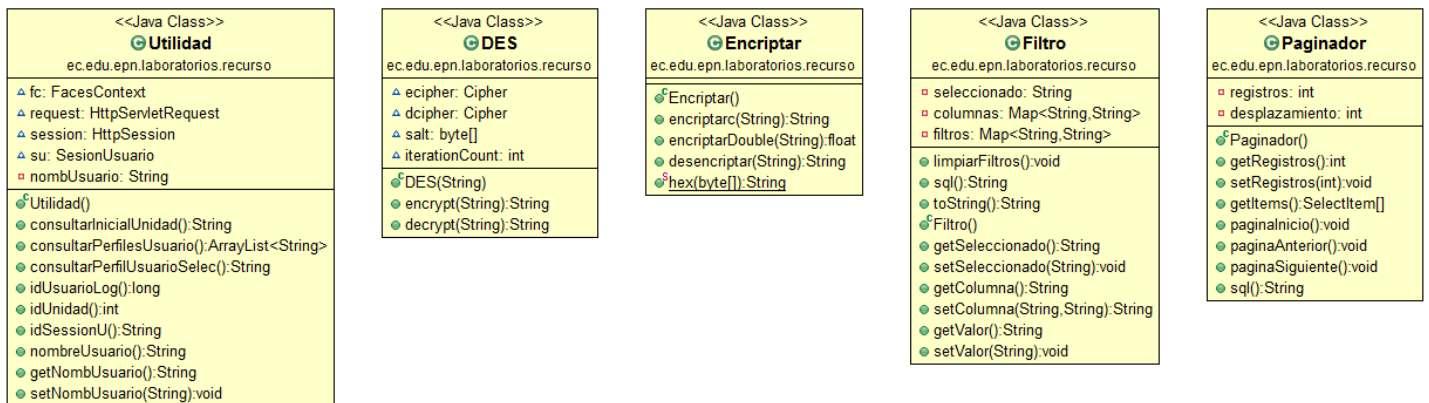 <<Java Class>>
Utilidad
ec.edu.epn.laboratorios.recurso
fc: FacesContext
request: HttpServletRequest
session: HttpSession
su: SesionUsuario
nombUsuario: String
Utilidad()
consultarInicialUnidad():String
consultarPerfilesUsuario():ArrayList<String>
consultarPerfilUsuarioSelec():String
idUsuarioLog():long
idUnidad():int
idSessionU():String
nombreUsuario():String
getNombUsuario():String
setNombUsuario(String):void
<<Java Class>>
DES
ec.edu.epn.laboratorios.recurso
ecipher: Cipher
dcipher: Cipher
salt: byte[]
iterationCount: int
DES(String)
encrypt(String):String
decrypt(String):String
<<Java Class>>
Encriptar
ec.edu.epn.laboratorios.recurso
Encriptar()
encriptarc(String):String
encriptarDouble(String):float
desencriptar(String):String
hex(byte[]):String
<<Java Class>>
Filtro
ec.edu.epn.laboratorios.recurso
seleccionado: String
columnas: Map<String,String>
filtros: Map<String,String>
limpiarFiltros():void
sql():String
toString():String
Filtro()
getSeleccionado():String
setSeleccionado(String):void
getColumna():String
setColumna(String,String):String
getValor():String
setValor(String):void
<<Java Class>>
Paginador
ec.edu.epn.laboratorios.recurso
registros: int
desplazamiento: int
Paginador()
getRegistros():int
setRegistros(int):void
getItems():SelectItem[]
paginaInicio():void
paginaAnterior():void
paginaSiguiente():void
sql():String